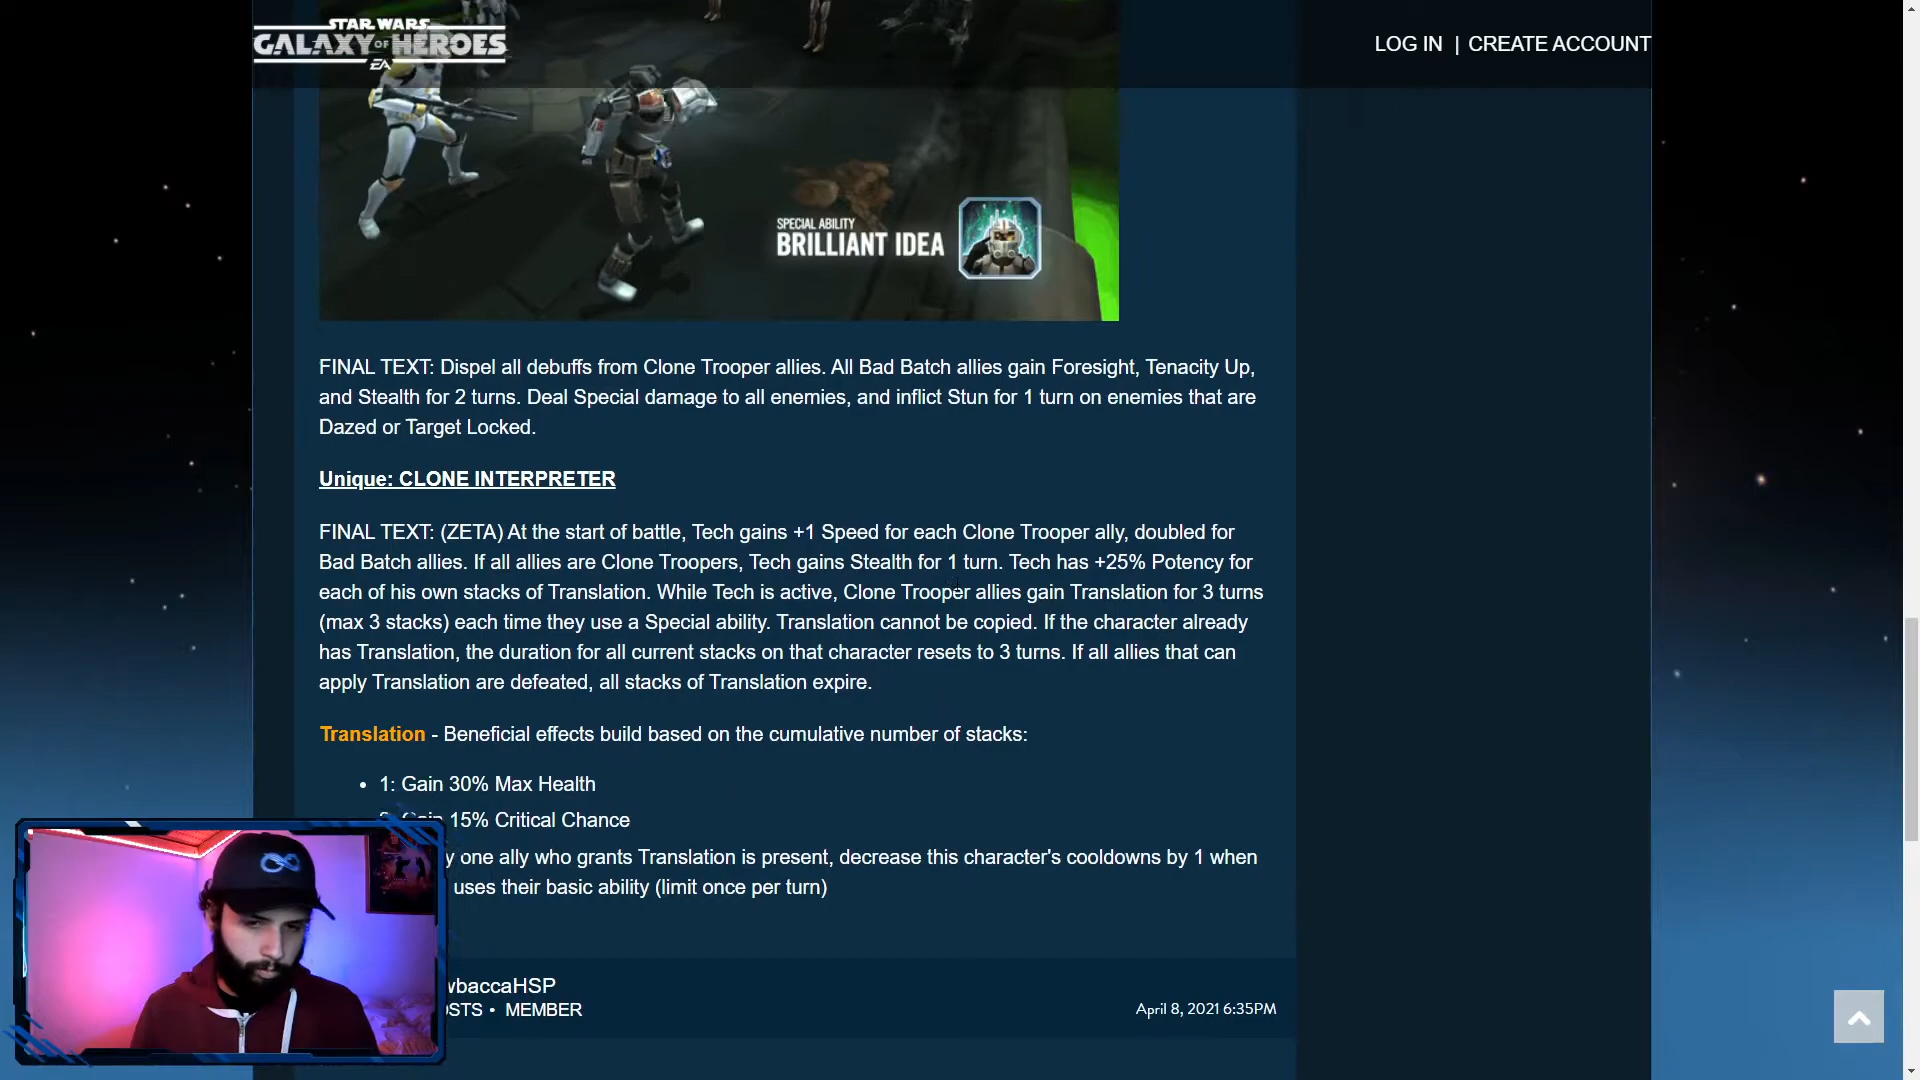 STAR WARS
GALAXY OF HEROES
EA
LOG IN | CREATE ACCOUNT
SPECIAL ABILITY
BRILLIANT IDEA
FINAL TEXT: Dispel all debuffs from Clone Trooper allies. All Bad Batch allies gain Foresight, Tenacity Up,
and Stealth for 2 turns. Deal Special damage to all enemies, and inflict Stun for 1 turn on enemies that are
Dazed or Target Locked.
Unique: CLONE INTERPRETER
FINAL TEXT: (ZETA) At the start of battle, Tech gains +1 Speed for each Clone Trooper ally, doubled for
Bad Batch allies. If all allies are Clone Troopers, Tech gains Stealth for 1 turn. Tech has +25% Potency for
each of his own stacks of Translation. While Tech is active, Clone Trooper allies gain Translation for 3 turns
(max 3 stacks) each time they use a Special ability. Translation cannot be copied. If the character already
has Translation, the duration for all current stacks on that character resets to 3 turns. If all allies that can
apply Translation are defeated, all stacks of Translation expire.
Translation - Beneficial effects build based on the cumulative number of stacks:
• 1: Gain 30% Max Health
Gain 15% Critical Chance
one ally who grants Translation is present, decrease this character's cooldowns by 1 when
uses their basic ability (limit once per turn)
wbaccaHSP
OSTS • MEMBER
April 8, 2021 6:35PM